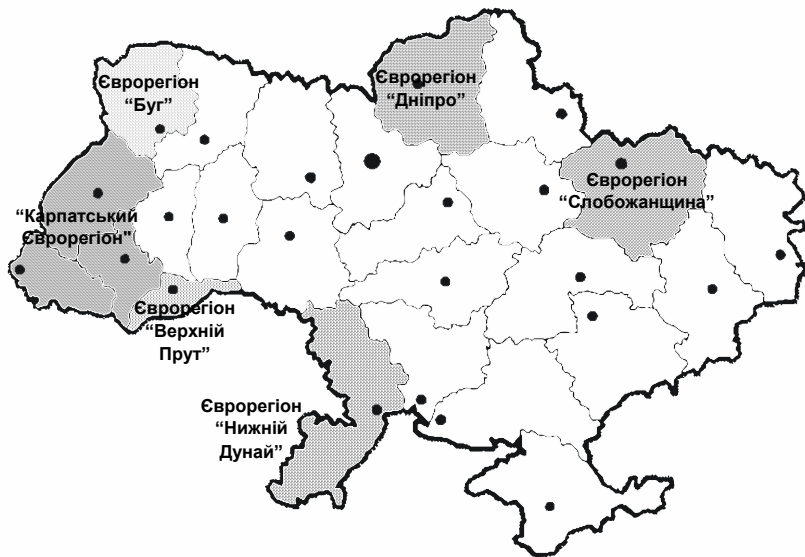 Єврорегіон
“Буг”
Єврорегіон
“Дніпро”
Єврорегіон
“Слобожанщина”
“Карпатський
Єврорегіон”
Єврорегіон
“Верхній
Прут”
Єврорегіон
“Нижній
Дунай”